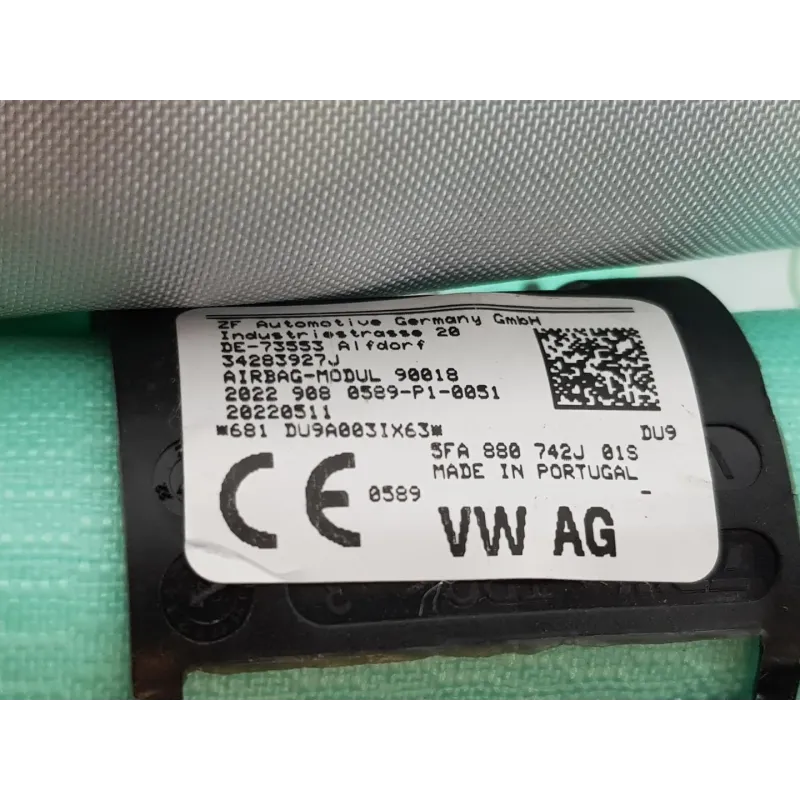 ZF Automotive Germany GmbH
Industriestrasse 20
DE-73553 Alfdorf
34283927J
AIRBAG-MODUL 90018
2022 908 0589-P1-0051
20220511
*681 DU9A003IX63* DU9
5FA 880 742J 01S
MADE IN PORTUGAL -
CE 0589
VW AG